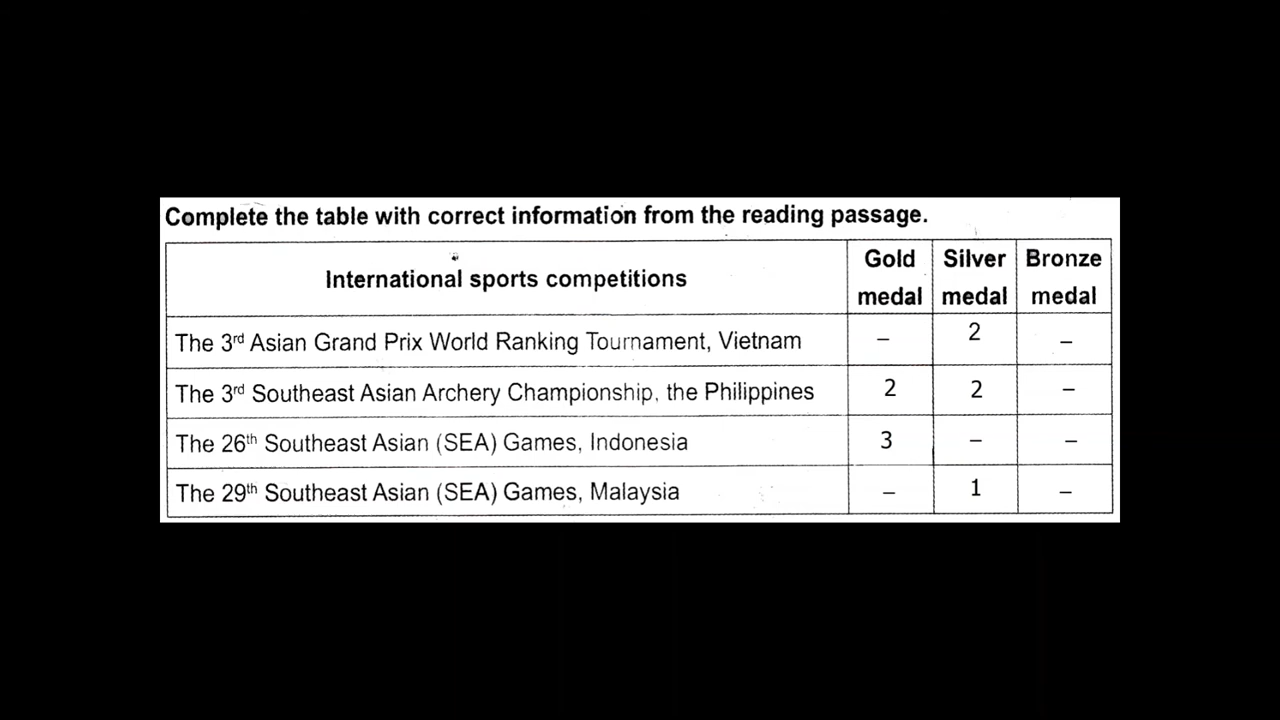 Complete the table with correct information from the reading passage.
International sports competitions
Gold medal
Silver medal
Bronze medal
The 3rd Asian Grand Prix World Ranking Tournament, Vietnam – 2 –
The 3rd Southeast Asian Archery Championship, the Philippines 2 2 –
The 26th Southeast Asian (SEA) Games, Indonesia 3 – –
The 29th Southeast Asian (SEA) Games, Malaysia – 1 –